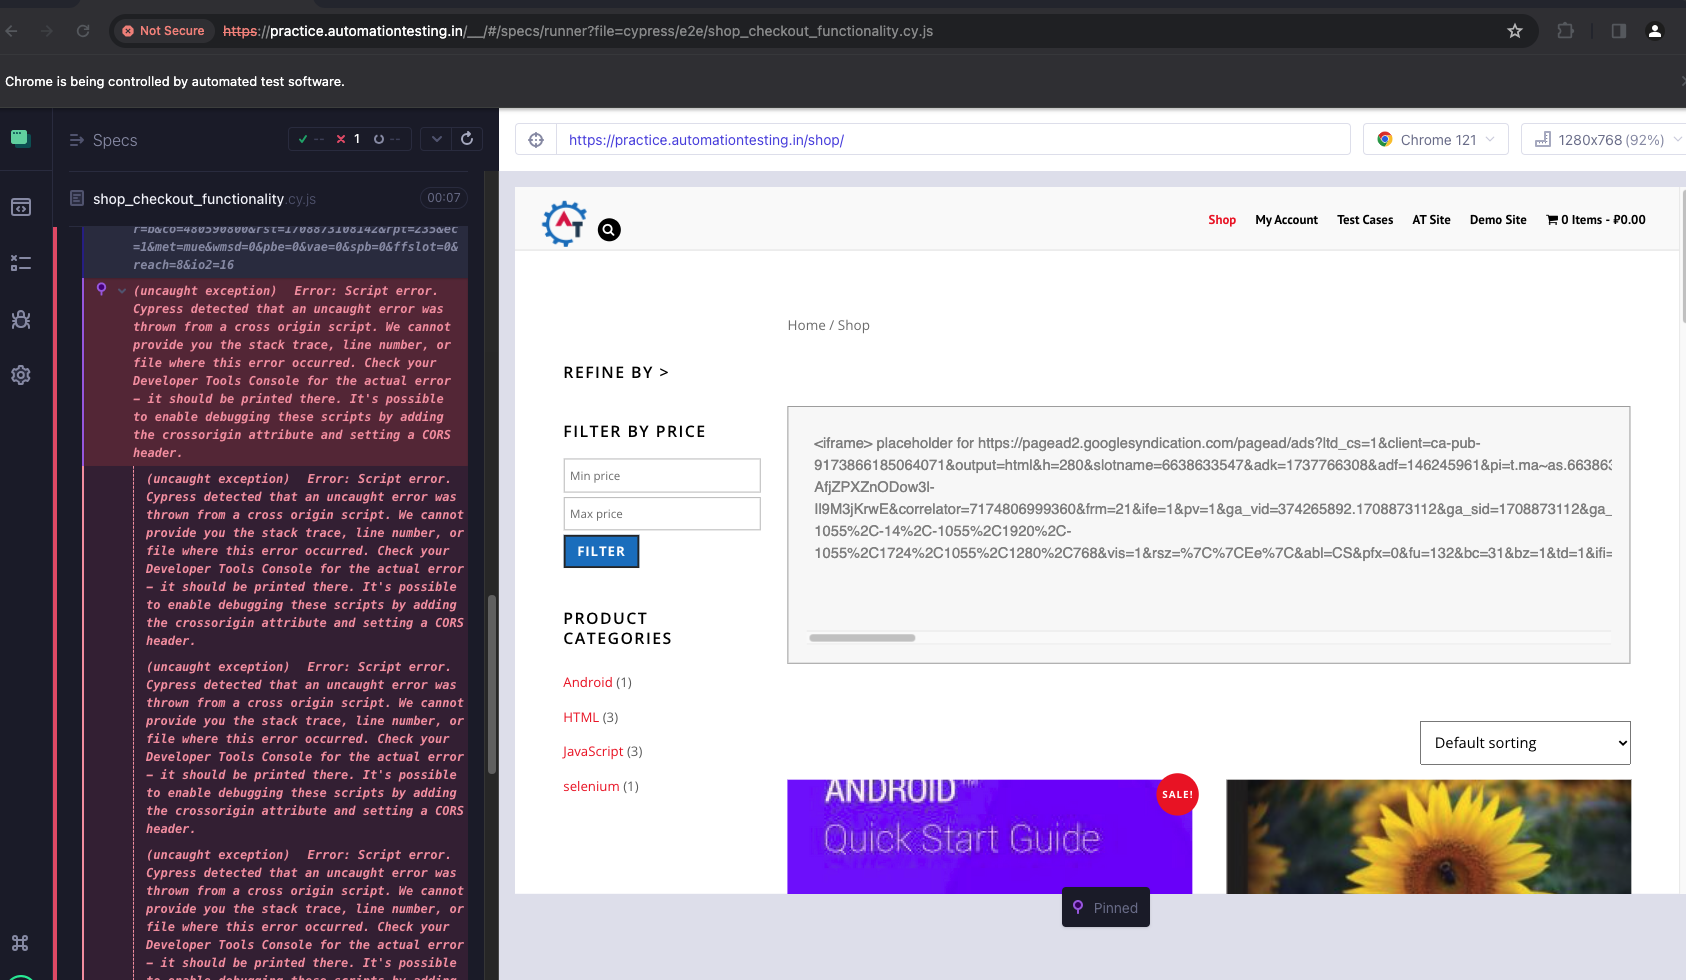 Not Secure
https://practice.automationtesting.in/__/#/specs/runner?file=cypress/e2e/shop_checkout_functionality.cy.js
Chrome is being controlled by automated test software.
Specs
-- 1 --
shop_checkout_functionality.cy.js
00:07
r=b&co=480590800&rst=1708873108142&rpt=235&ec
=1&met=mue&wmsd=0&pbe=0&vae=0&spb=0&ffslot=0&
reach=8&io2=16
(uncaught exception) Error: Script error.
Cypress detected that an uncaught error was
thrown from a cross origin script. We cannot
provide you the stack trace, line number, or
file where this error occurred. Check your
Developer Tools Console for the actual error
– it should be printed there. It's possible
to enable debugging these scripts by adding
the crossorigin attribute and setting a CORS
header.
(uncaught exception) Error: Script error.
Cypress detected that an uncaught error was
thrown from a cross origin script. We cannot
provide you the stack trace, line number, or
file where this error occurred. Check your
Developer Tools Console for the actual error
– it should be printed there. It's possible
to enable debugging these scripts by adding
the crossorigin attribute and setting a CORS
header.
(uncaught exception) Error: Script error.
Cypress detected that an uncaught error was
thrown from a cross origin script. We cannot
provide you the stack trace, line number, or
file where this error occurred. Check your
Developer Tools Console for the actual error
– it should be printed there. It's possible
to enable debugging these scripts by adding
the crossorigin attribute and setting a CORS
header.
(uncaught exception) Error: Script error.
Cypress detected that an uncaught error was
thrown from a cross origin script. We cannot
provide you the stack trace, line number, or
file where this error occurred. Check your
Developer Tools Console for the actual error
– it should be printed there. It's possible
to enable debugging these scripts by adding
https://practice.automationtesting.in/shop/
Chrome 121
1280x768 (92%)
AT
Shop
My Account
Test Cases
AT Site
Demo Site
0 Items - ₽0.00
Home / Shop
REFINE BY >
FILTER BY PRICE
Min price
Max price
FILTER
PRODUCT
CATEGORIES
Android (1)
HTML (3)
JavaScript (3)
selenium (1)
<iframe> placeholder for https://pagead2.googlesyndication.com/pagead/ads?ltd_cs=1&client=ca-pub-
9173866185064071&output=html&h=280&slotname=6638633547&adk=1737766308&adf=146245961&pi=t.ma~as.66386
AfjZPXZnODow3l-
Il9M3jKrwE&correlator=7174806999360&frm=21&ife=1&pv=1&ga_vid=374265892.1708873112&ga_sid=1708873112&ga_
1055%2C-14%2C-1055%2C1920%2C-
1055%2C1724%2C1055%2C1280%2C768&vis=1&rsz=%7C%7CEe%7C&abl=CS&pfx=0&fu=132&bc=31&bz=1&td=1&ifi=
Default sorting
ANDROID™
Quick Start Guide
SALE!
Pinned